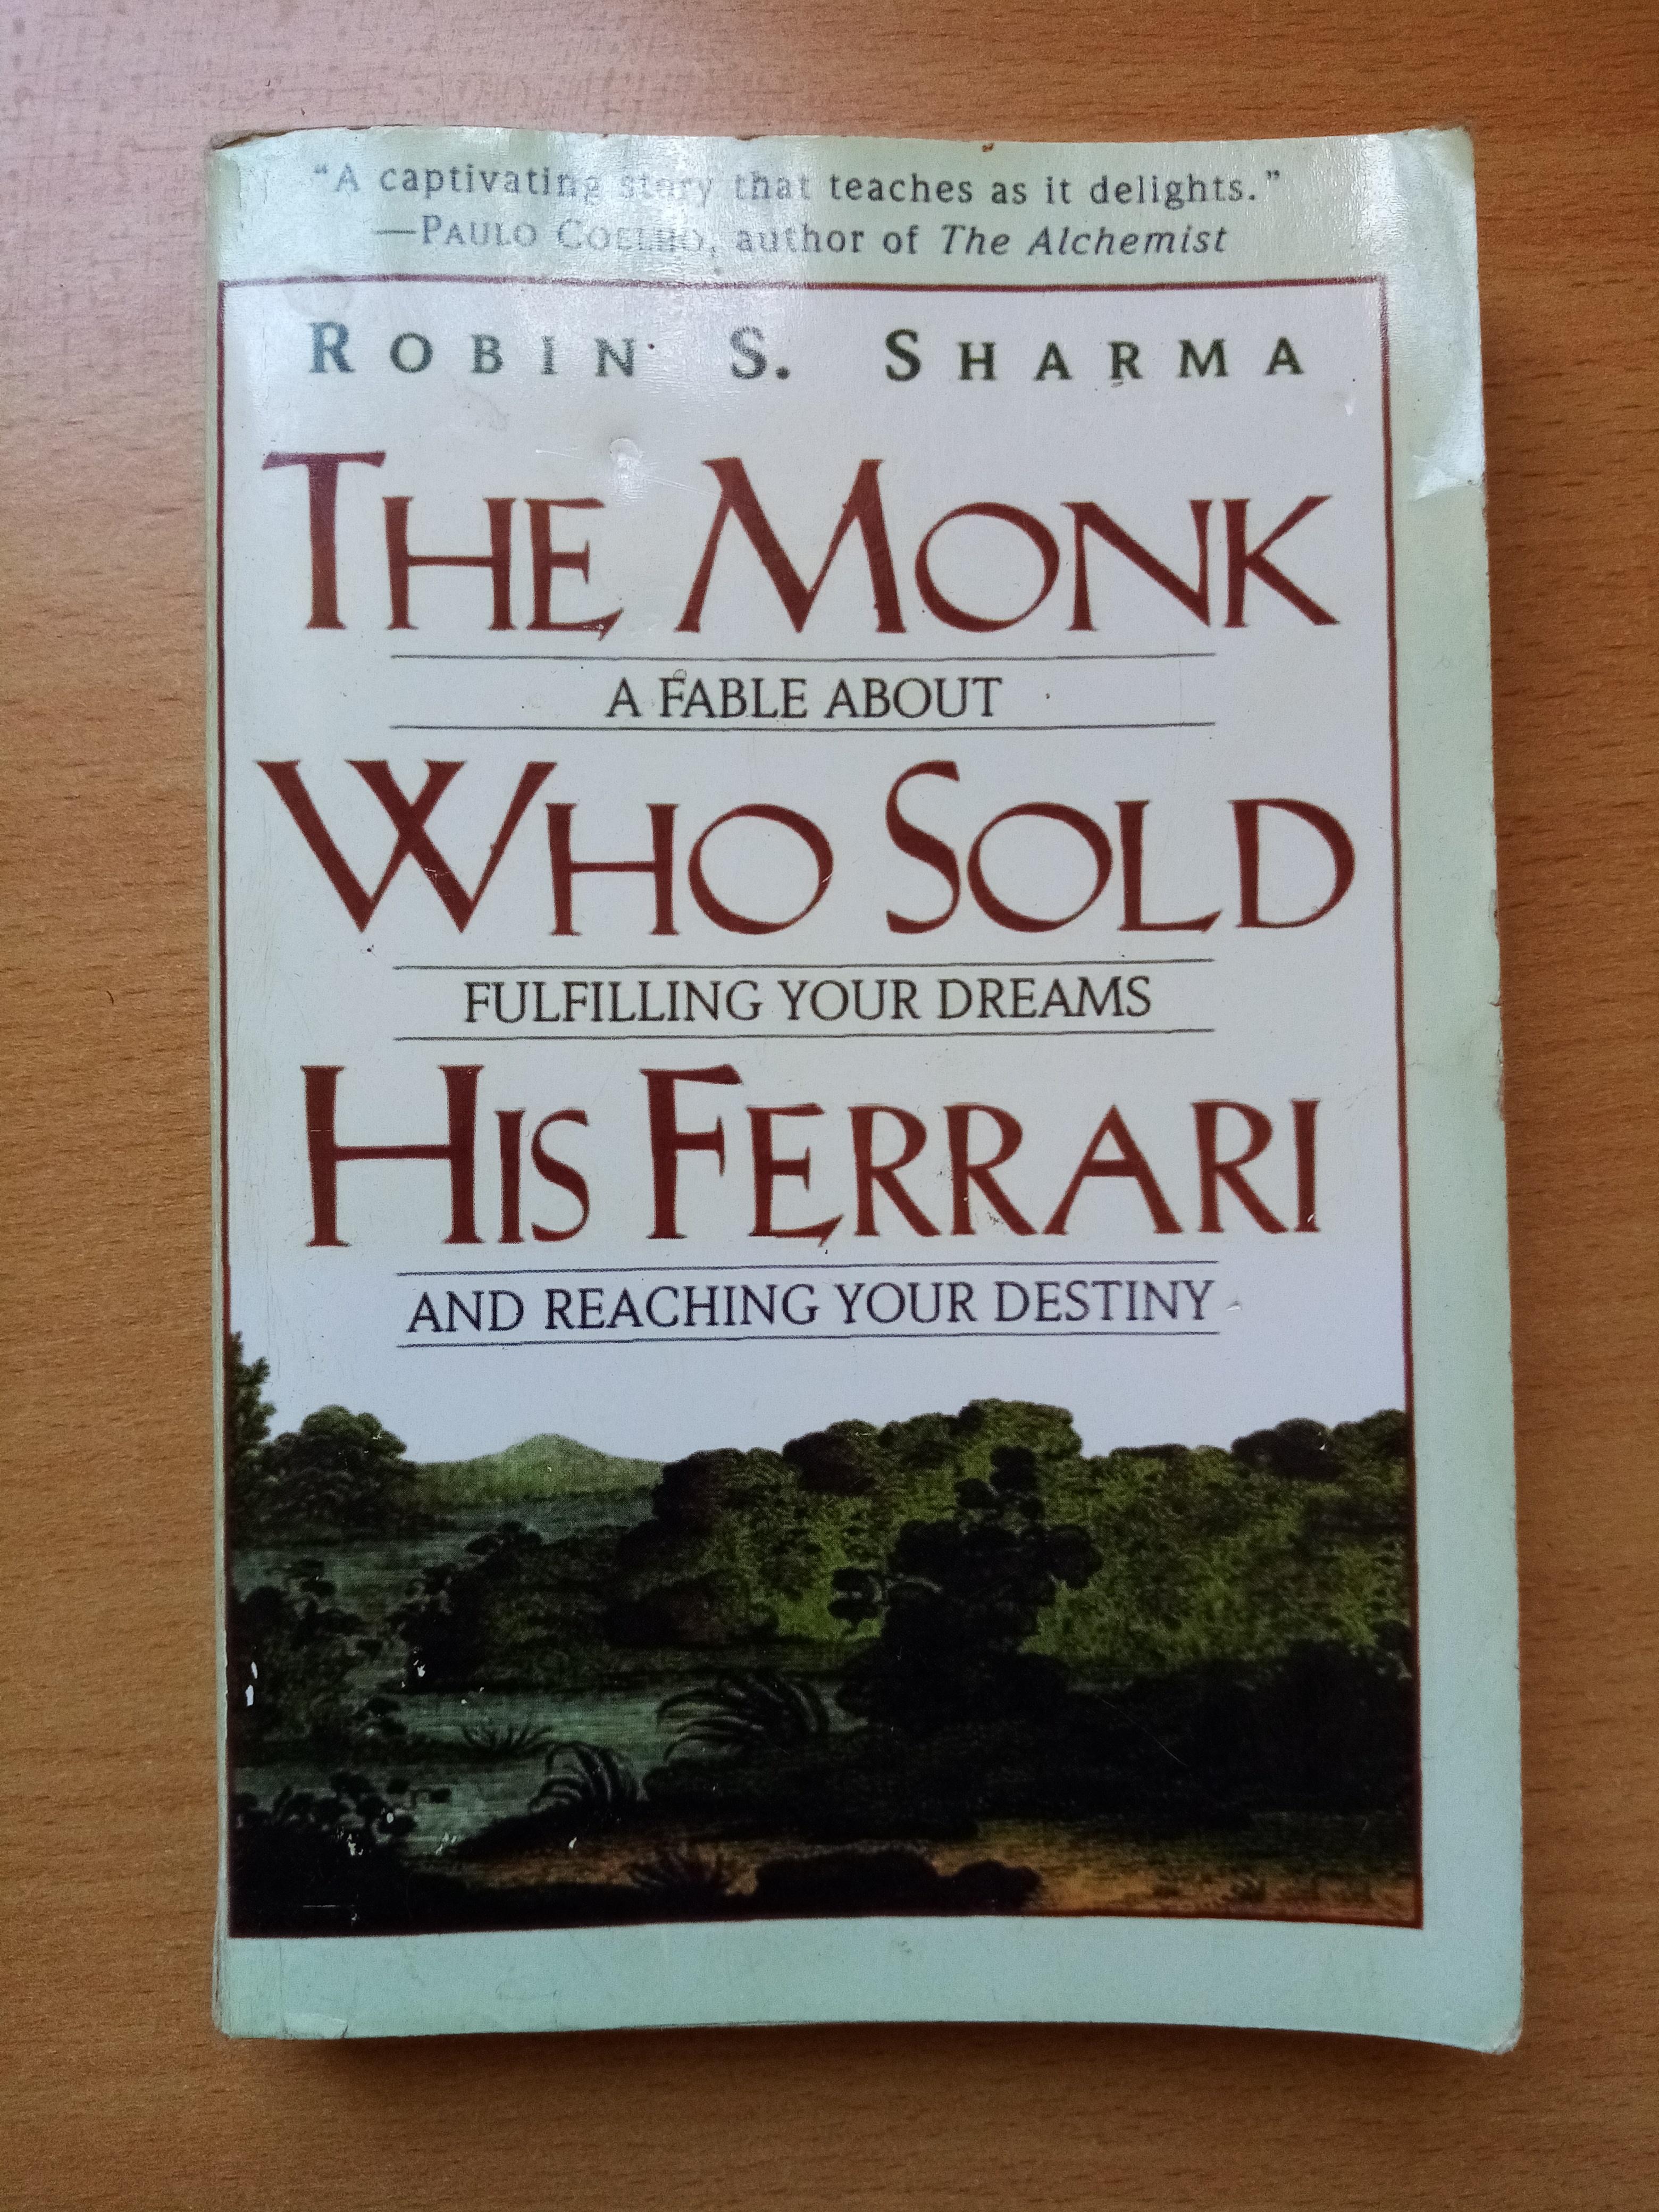 "A captivating story that teaches as it delights."
—PAULO COELHO, author of The Alchemist
ROBIN S. SHARMA
THE MONK
A FABLE ABOUT
WHO SOLD
FULFILLING YOUR DREAMS
HIS FERRARI
AND REACHING YOUR DESTINY